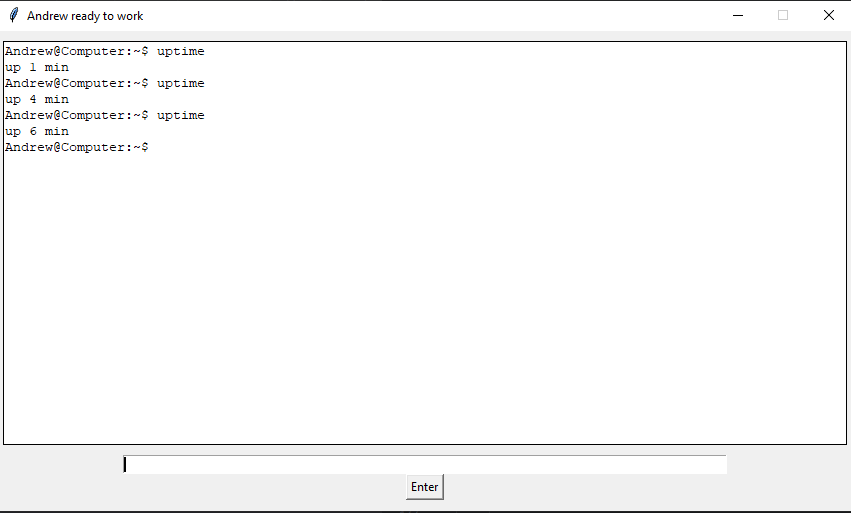 Andrew ready to work
Andrew@Computer:~$ uptime
up 1 min
Andrew@Computer:~$ uptime
up 4 min
Andrew@Computer:~$ uptime
up 6 min
Andrew@Computer:~$
Enter